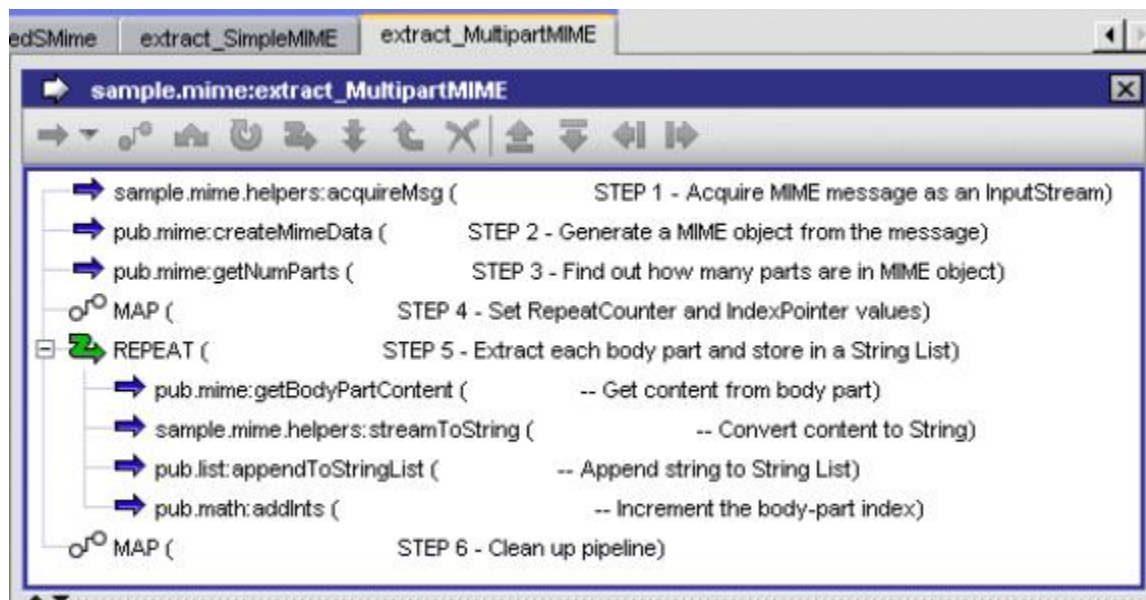 edSMime extract_SimpleMIME extract_MultipartMIME
sample.mime:extract_MultipartMIME
sample.mime.helpers:acquireMsg ( STEP 1 - Acquire MIME message as an InputStream)
pub.mime:createMimeData ( STEP 2 - Generate a MIME object from the message)
pub.mime:getNumParts ( STEP 3 - Find out how many parts are in MIME object)
MAP ( STEP 4 - Set RepeatCounter and IndexPointer values)
REPEAT ( STEP 5 - Extract each body part and store in a String List)
pub.mime:getBodyPartContent ( -- Get content from body part)
sample.mime.helpers:streamToString ( -- Convert content to String)
pub.list:appendToStringList ( -- Append string to String List)
pub.math:addInts ( -- Increment the body-part index)
MAP ( STEP 6 - Clean up pipeline)